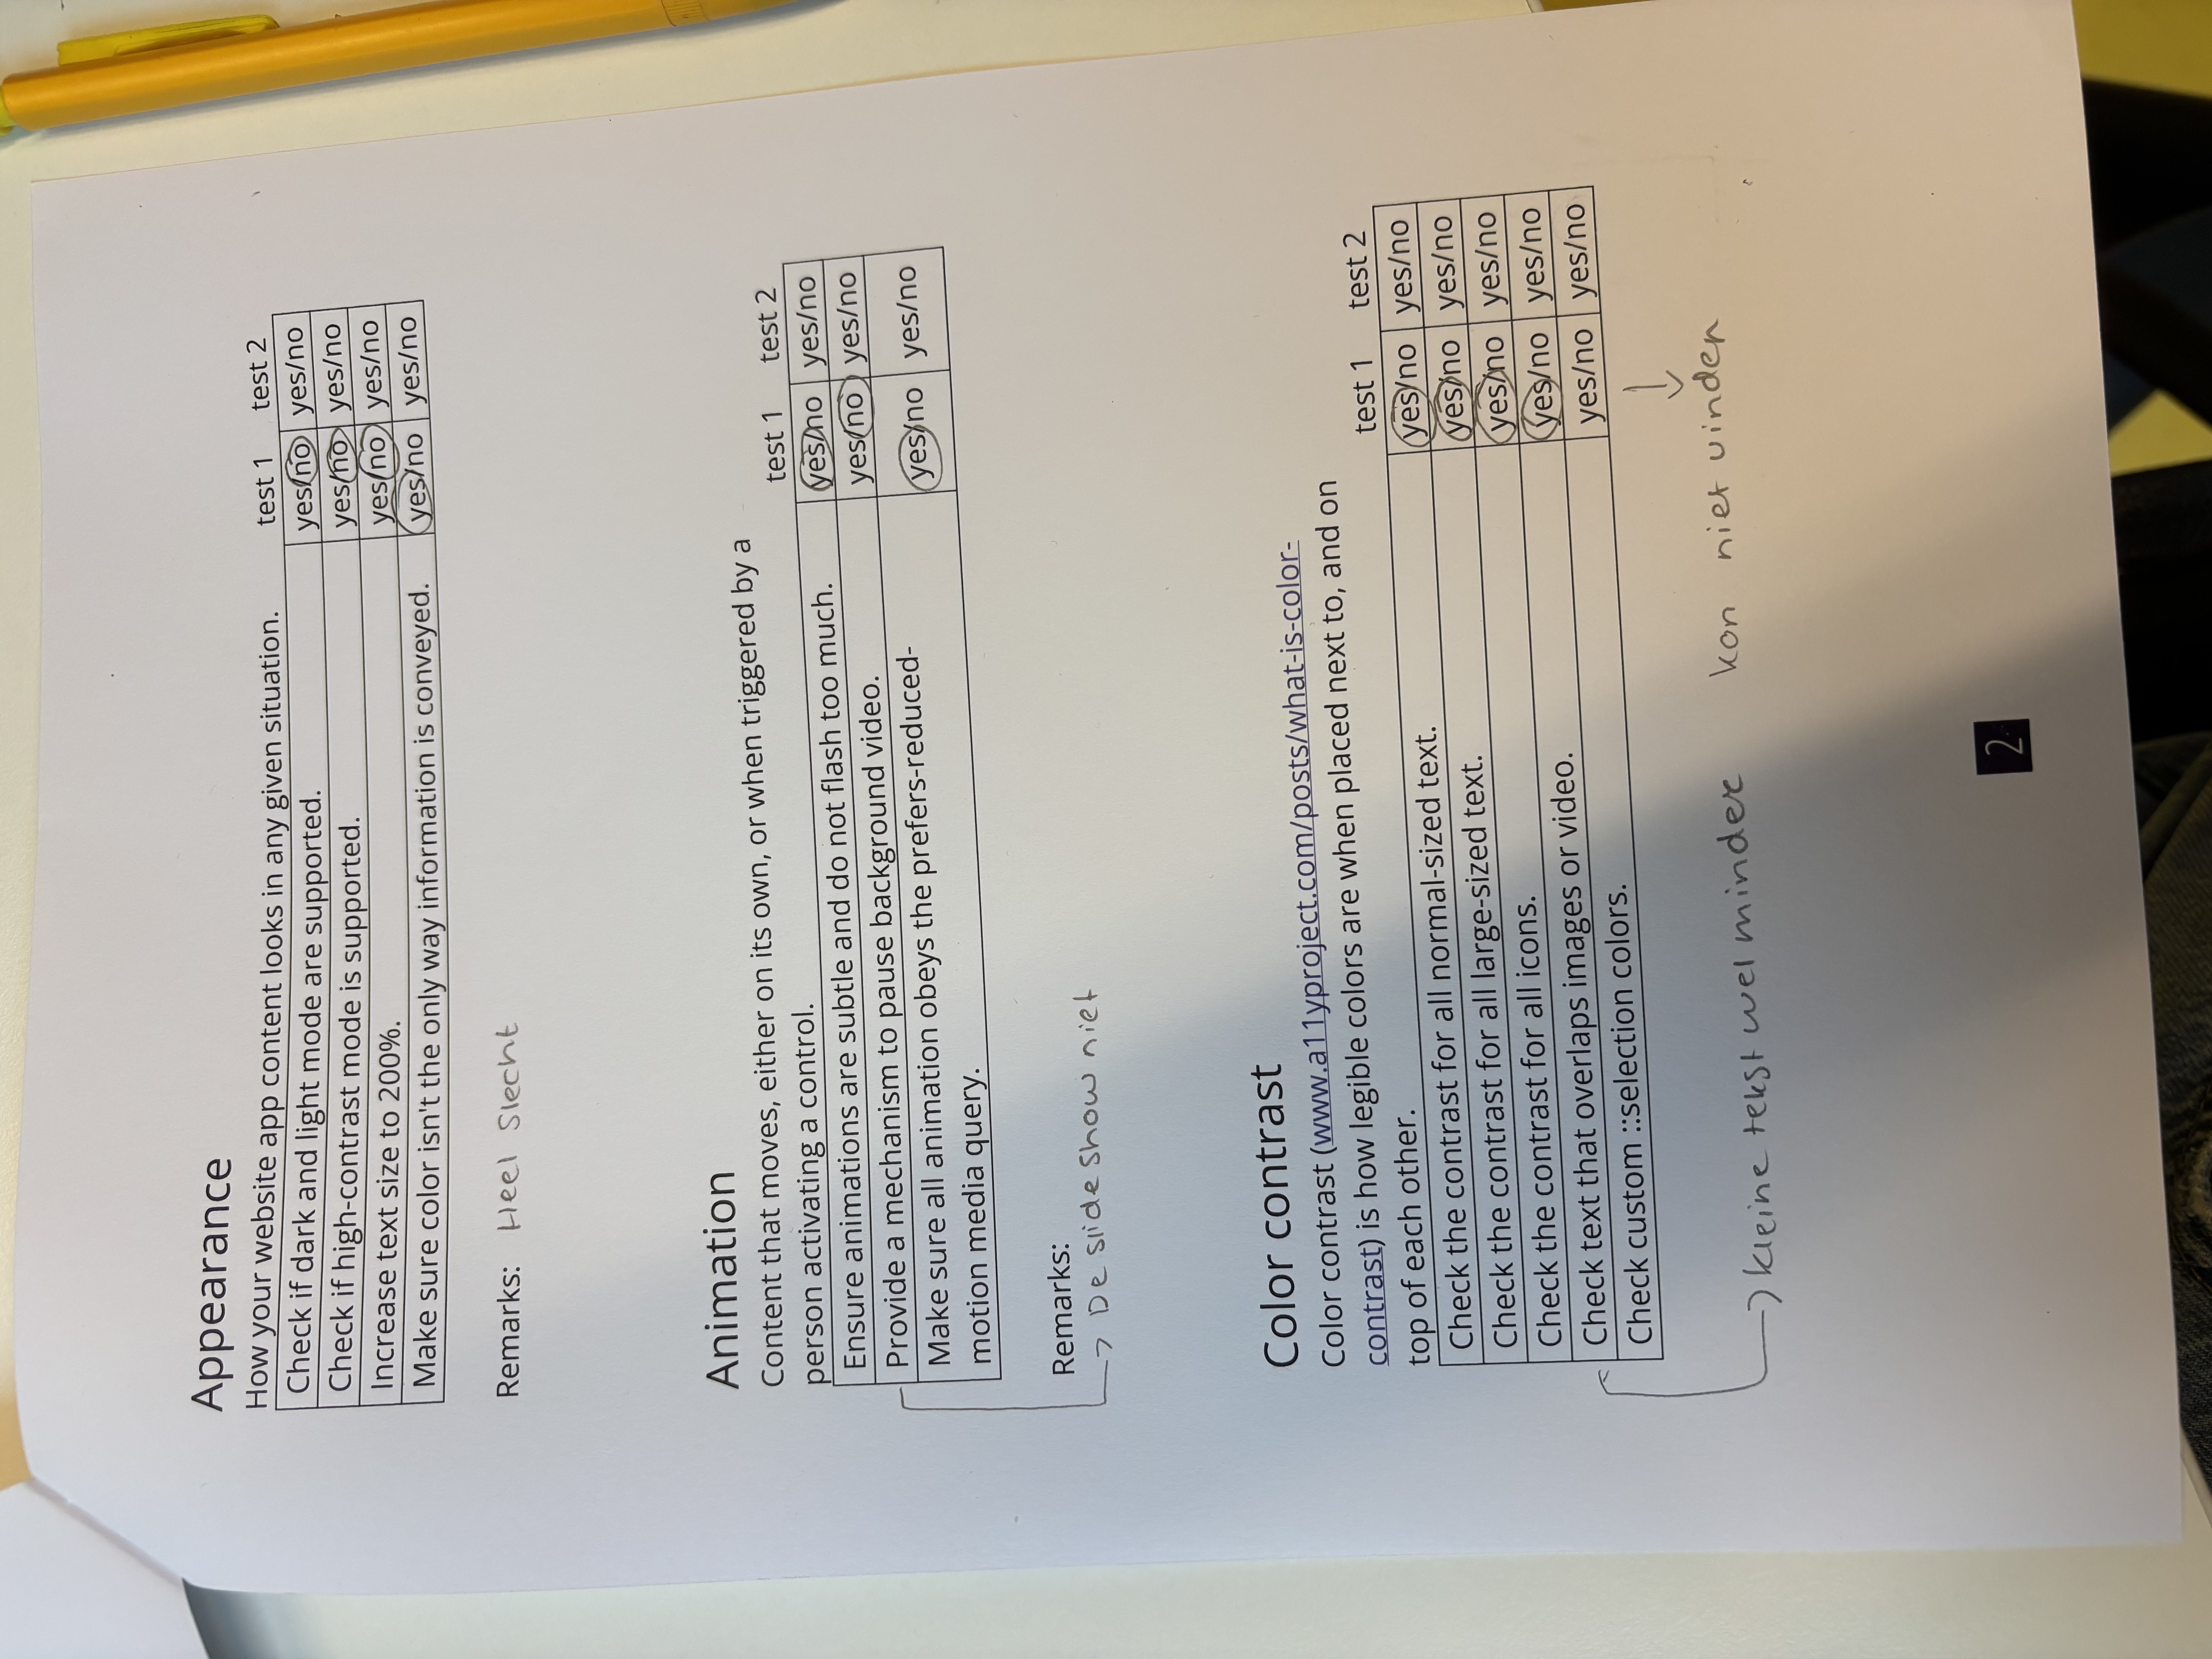 Appearance
How your website app content looks in any given situation. test 1 test 2
Check if dark and light mode are supported. yes/no yes/no
Check if high-contrast mode is supported. yes/no yes/no
Increase text size to 200%. yes/no yes/no
Make sure color isn't the only way information is conveyed. yes/no yes/no
Remarks: Heel Slecht
Animation
Content that moves, either on its own, or when triggered by a
person activating a control. test 1 test 2
Ensure animations are subtle and do not flash too much. yes/no yes/no
Provide a mechanism to pause background video. yes/no yes/no
Make sure all animation obeys the prefers-reduced- yes/no yes/no
motion media query.
Remarks:
→ De slideshow niet
Color contrast
Color contrast (www.a11yproject.com/posts/what-is-color-
contrast) is how legible colors are when placed next to, and on
top of each other. test 1 test 2
Check the contrast for all normal-sized text. yes/no yes/no
Check the contrast for all large-sized text. yes/no yes/no
Check the contrast for all icons. yes/no yes/no
Check text that overlaps images or video. yes/no yes/no
Check custom ::selection colors. yes/no yes/no
→ kleine tekst wel minder kon niet vinden
2